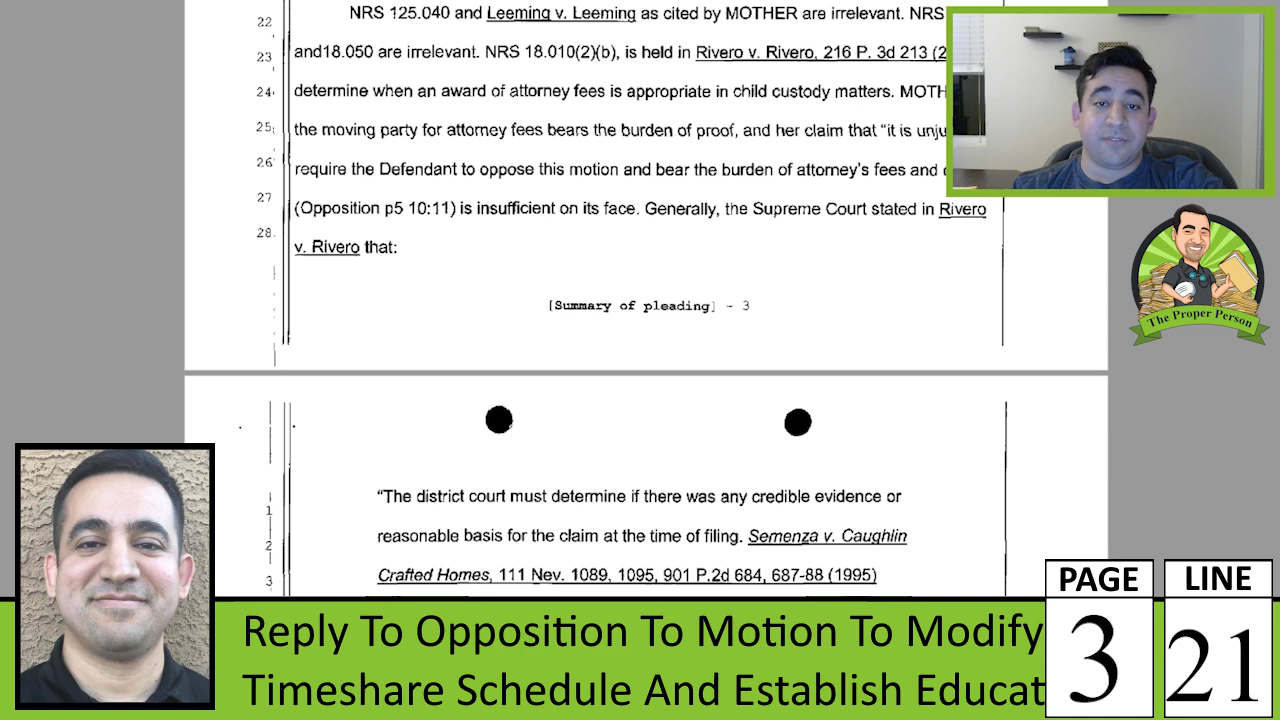 22 NRS 125.040 and Leeming v. Leeming as cited by MOTHER are irrelevant. NRS
23 and18.050 are irrelevant. NRS 18.010(2)(b), is held in Rivero v. Rivero, 216 P. 3d 213 (2
24 determine when an award of attorney fees is appropriate in child custody matters. MOTH
25 the moving party for attorney fees bears the burden of proof, and her claim that “it is unju
26 require the Defendant to oppose this motion and bear the burden of attorney's fees and
27 (Opposition p5 10:11) is insufficient on its face. Generally, the Supreme Court stated in Rivero
28 v. Rivero that:
[Summary of pleading] - 3
1 “The district court must determine if there was any credible evidence or
2 reasonable basis for the claim at the time of filing. Semenza v. Caughlin
3 Crafted Homes, 111 Nev. 1089, 1095, 901 P.2d 684, 687-88 (1995)
The Proper Person
Reply To Opposition To Motion To Modify
Timeshare Schedule And Establish Educat
PAGE
3
LINE
21